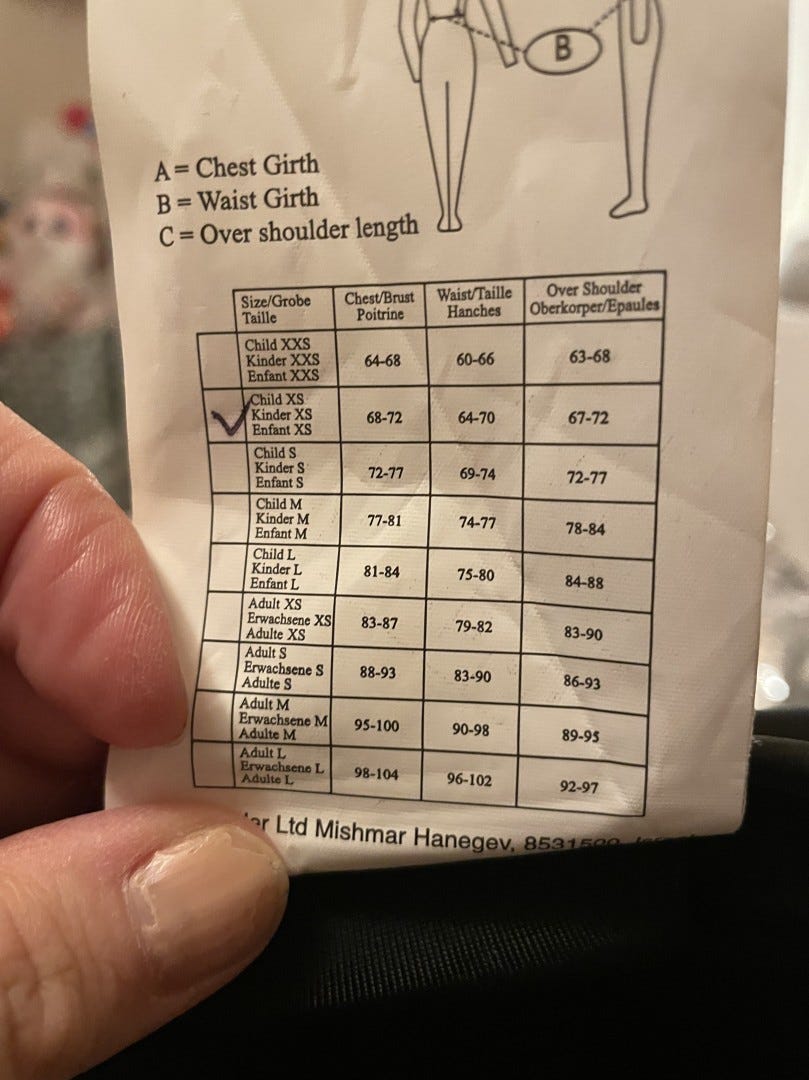 B
A = Chest Girth
B = Waist Girth
C = Over shoulder length
Size/Grobe
Taille
Chest/Brust
Poitrine
Waist/Taille
Hanches
Over Shoulder
Oberkorper/Epaules
Child XXS
Kinder XXS
Enfant XXS
64-68
60-66
63-68
Child XS
Kinder XS
Enfant XS
68-72
64-70
67-72
Child S
Kinder S
Enfant S
72-77
69-74
72-77
Child M
Kinder M
Enfant M
77-81
74-77
78-84
Child L
Kinder L
Enfant L
81-84
75-80
84-88
Adult XS
Erwachsene XS
Adulte XS
83-87
79-82
83-90
Adult S
Erwachsene S
Adulte S
88-93
83-90
86-93
Adult M
Erwachsene M
Adulte M
95-100
90-98
89-95
Adult L
Erwachsene L
Adulte L
98-104
96-102
92-97
Ltd Mishmar Hanegev, 8531500